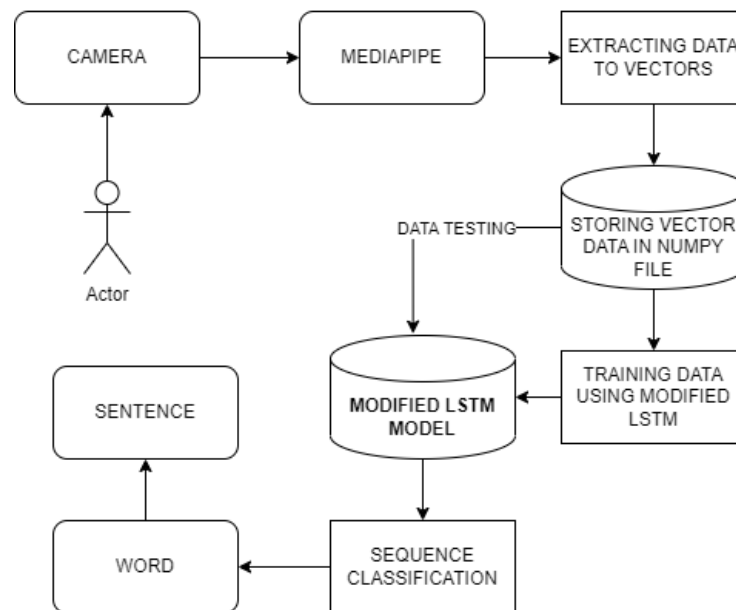 CAMERA
MEDIAPIPE
EXTRACTING DATA
TO VECTORS
Actor
DATA TESTING
STORING VECTOR
DATA IN NUMPY
FILE
TRAINING DATA
USING MODIFIED
LSTM
MODIFIED LSTM
MODEL
SENTENCE
WORD
SEQUENCE
CLASSIFICATION